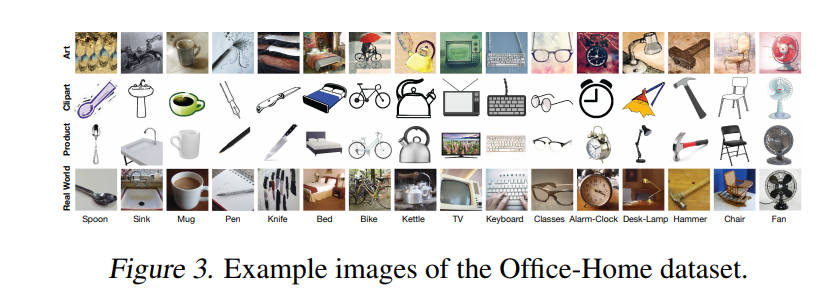 Art
Clipart
Product
Real World
Spoon Sink Mug Pen Knife Bed Bike Kettle TV Keyboard Classes Alarm-Clock Desk-Lamp Hammer Chair Fan
Figure 3. Example images of the Office-Home dataset.